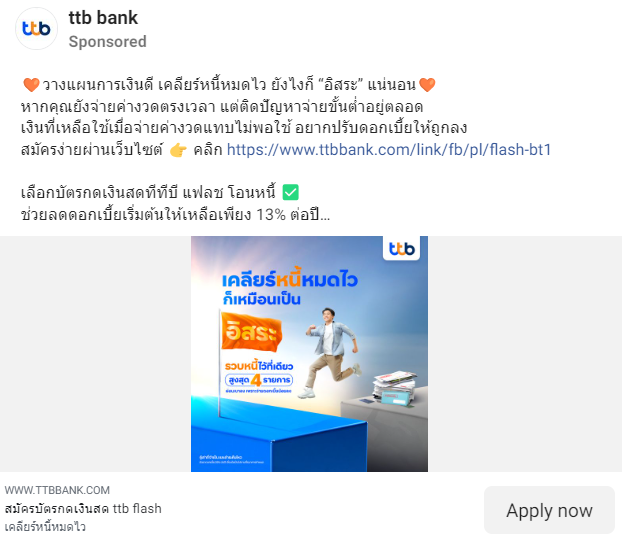 ttb
ttb bank
Sponsored
🧡วางแผนการเงินดี เคลียร์หนี้หมดไว ยังไงก็ “อิสระ” แน่นอน🧡
หากคุณยังจ่ายค่างวดตรงเวลา แต่ติดปัญหาจ่ายขั้นต่ำอยู่ตลอด
เงินที่เหลือใช้เมื่อจ่ายค่างวดแทบไม่พอใช้ อยากปรับดอกเบี้ยให้ถูกลง
สมัครง่ายผ่านเว็บไซต์ 👉 คลิก https://www.ttbbank.com/link/fb/pl/flash-bt1
เลือกบัตรกดเงินสดทีทีบี แฟลช โอนหนี้ ✅
ช่วยลดดอกเบี้ยเริ่มต้นให้เหลือเพียง 13% ต่อปี...
ttb
เคลียร์หนี้หมดไว
ก็เหมือนเป็น
อิสระ
รวบหนี้ไว้ที่เดียว
สูงสุด 4 รายการ
WWW.TTBBANK.COM
สมัครบัตรกดเงินสด ttb flash
เคลียร์หนี้หมดไว
Apply now